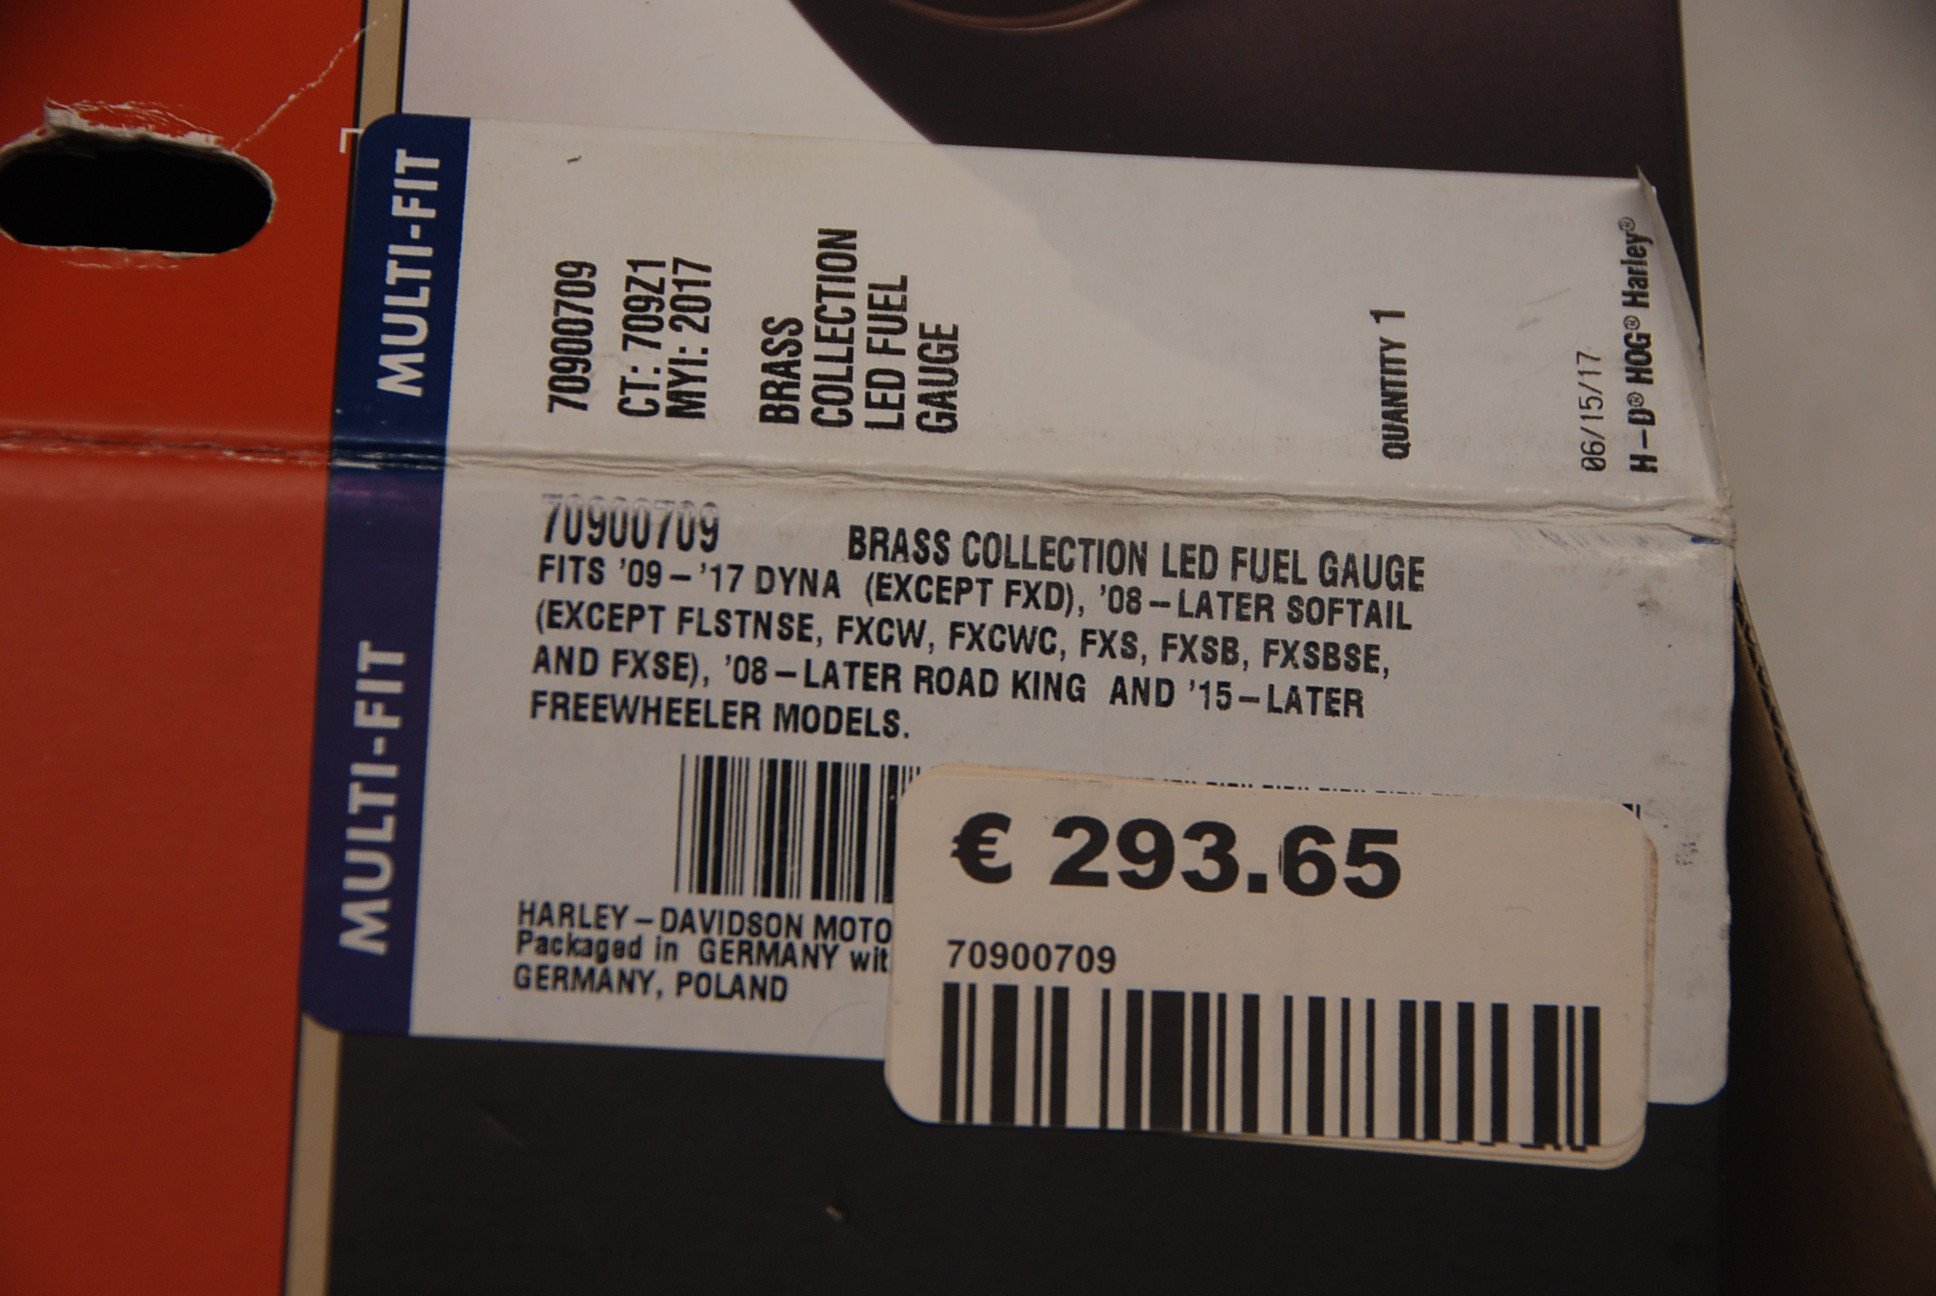 MULTI-FIT
70900709
CT: 709Z1
MYI: 2017
BRASS
COLLECTION
LED FUEL
GAUGE
QUANTITY 1
06/15/17
H-D® HOG® Harley®
MULTI-FIT
70900709 BRASS COLLECTION LED FUEL GAUGE
FITS '09-'17 DYNA (EXCEPT FXD), '08-LATER SOFTAIL
(EXCEPT FLSTNSE, FXCW, FXCWC, FXS, FXSB, FXSBSE,
AND FXSE), '08-LATER ROAD KING AND '15-LATER
FREEWHEELER MODELS.
HARLEY-DAVIDSON MOTO
Packaged in GERMANY wit
GERMANY, POLAND
€ 293.65
70900709